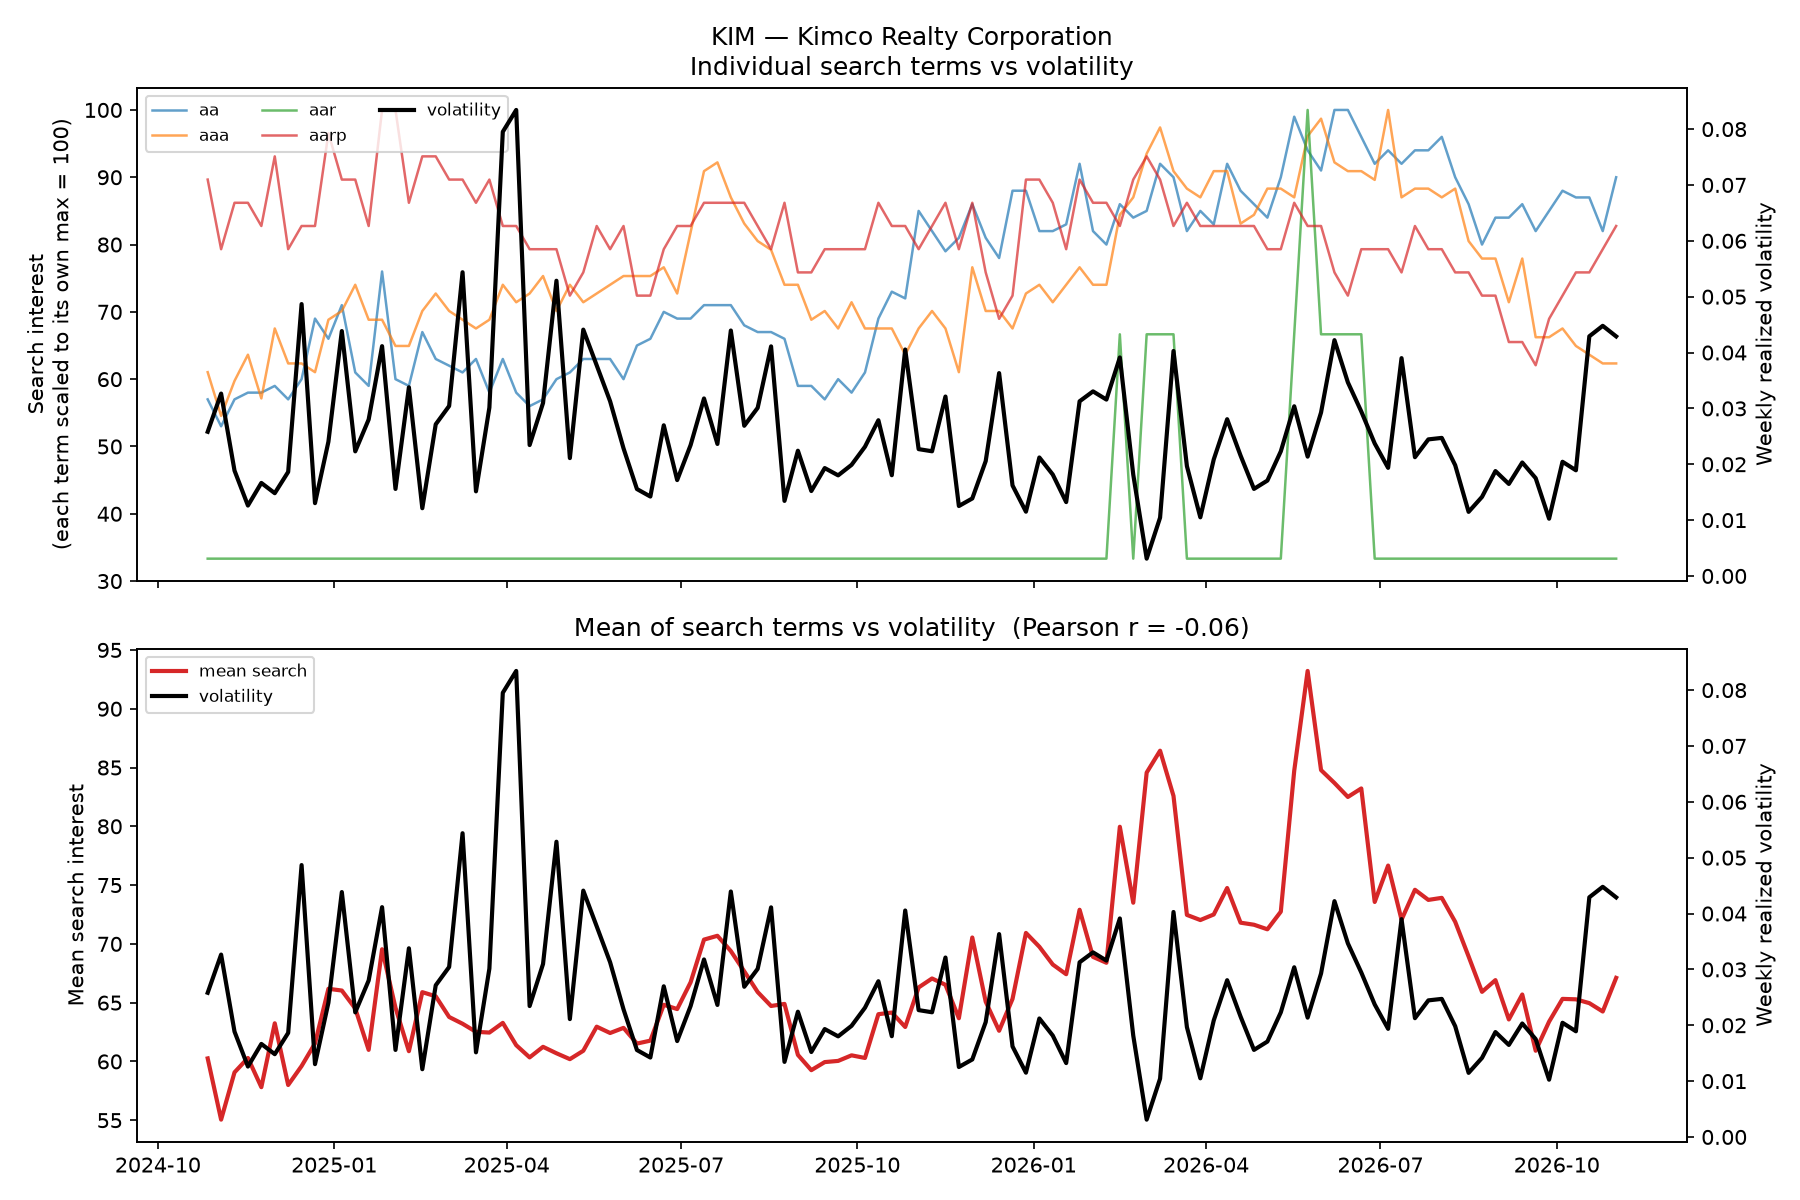 KIM — Kimco Realty Corporation
Individual search terms vs volatility
aa
aaa
aar
aarp
volatility
Search interest
(each term scaled to its own max = 100)
100
90
80
70
60
50
40
30
Weekly realized volatility
0.08
0.07
0.06
0.05
0.04
0.03
0.02
0.01
0.00
Mean of search terms vs volatility (Pearson r = -0.06)
mean search
volatility
Mean search interest
95
90
85
80
75
70
65
60
55
Weekly realized volatility
0.08
0.07
0.06
0.05
0.04
0.03
0.02
0.01
0.00
2024-10
2025-01
2025-04
2025-07
2025-10
2026-01
2026-04
2026-07
2026-10